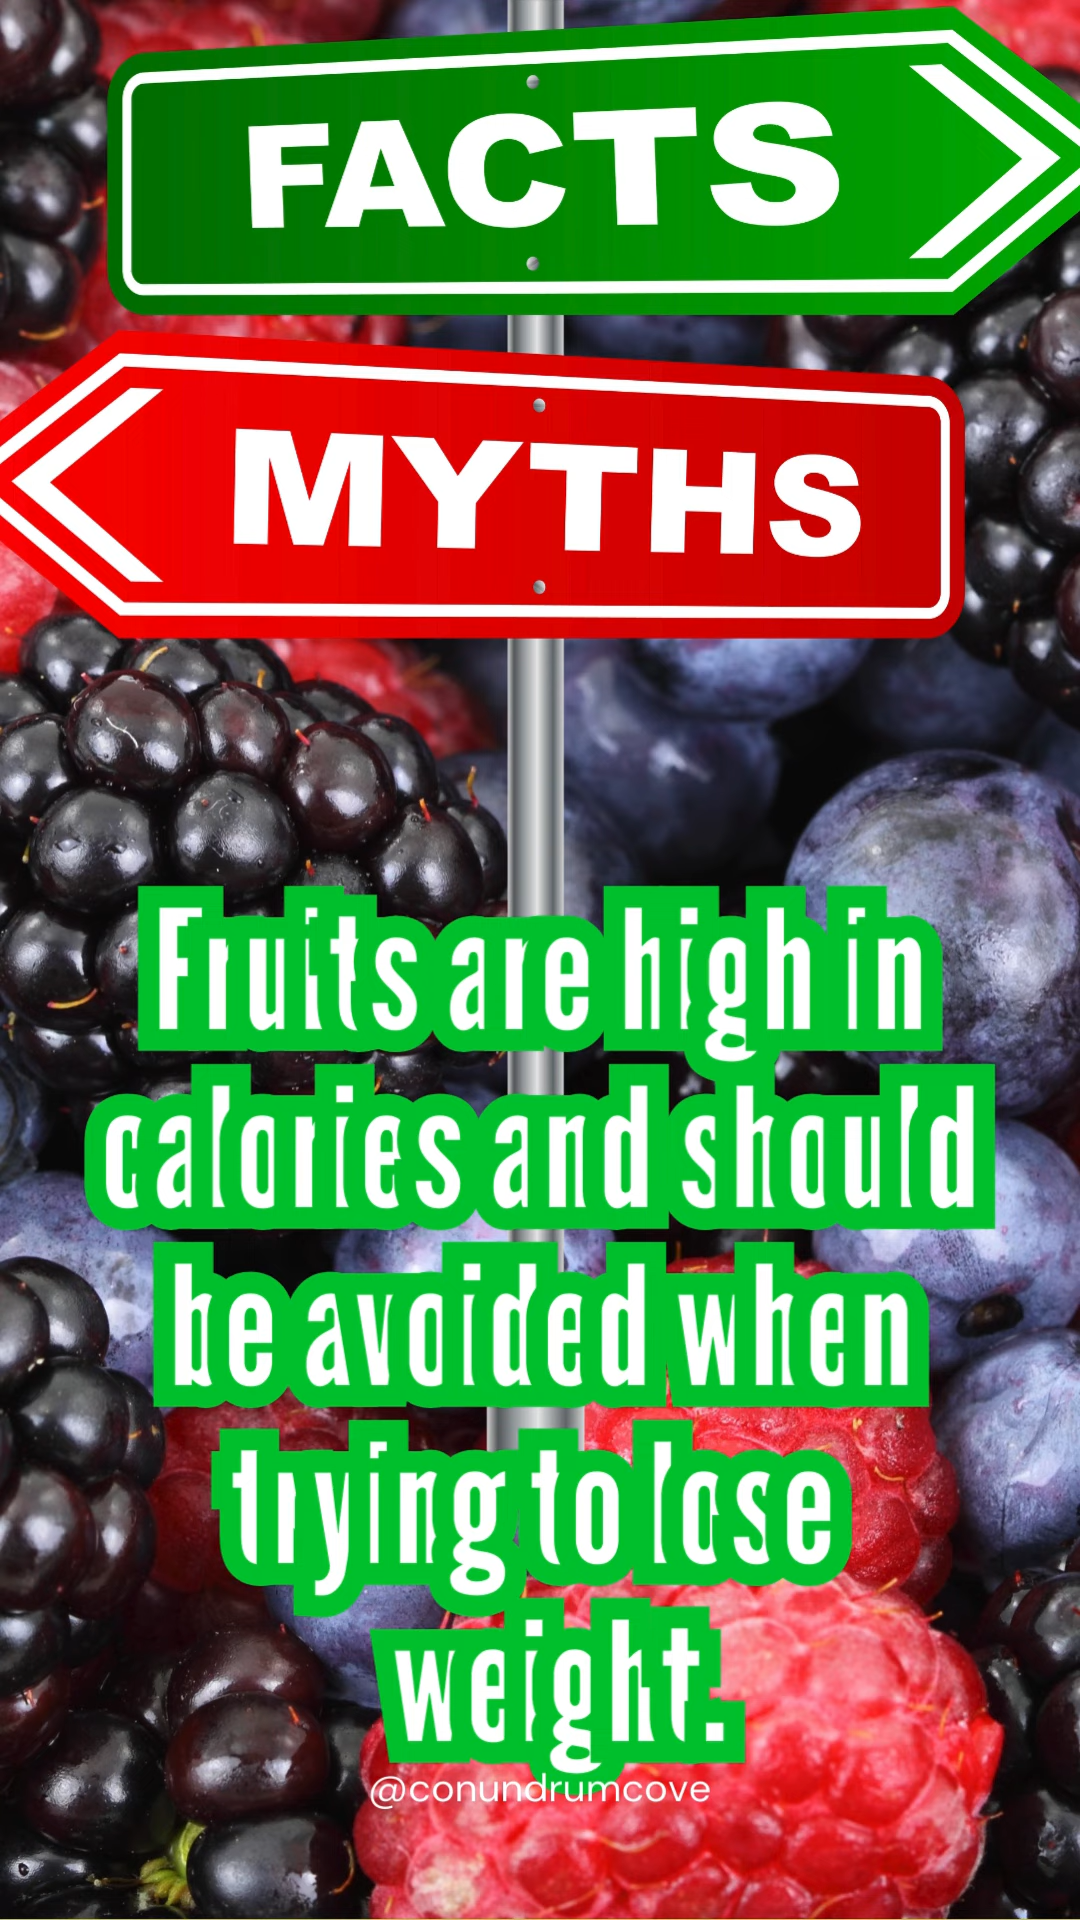 FACTS
MYTHS
Fruits are high in
calories and should
be avoided when
trying to lose
weight.
@conundrumcove